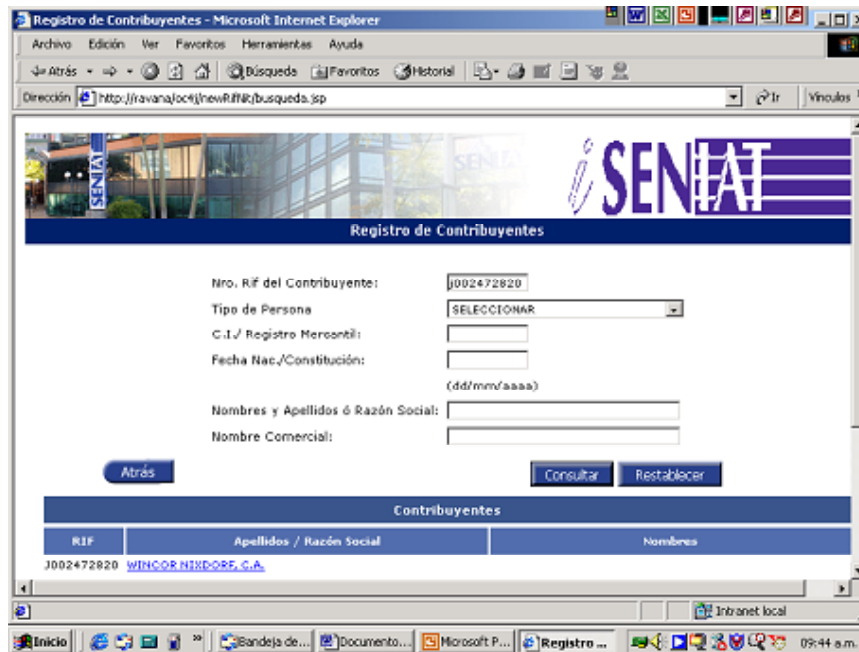 Registro de Contribuyentes - Microsoft Internet Explorer
Archivo Edición Ver Favoritos Herramientas Ayuda
Atrás Búsqueda Favoritos Historial
Dirección http://ravana/oc4j/newRifNit/busqueda.jsp Ir Vínculos
SENIAT SENI iSENIAT
Registro de Contribuyentes
Nro. Rif del Contribuyente: j002472820
Tipo de Persona SELECCIONAR
C.I./ Registro Mercantil:
Fecha Nac./Constitución:
(dd/mm/aaaa)
Nombres y Apellidos ó Razón Social:
Nombre Comercial:
Atrás Consultar Restablecer
Contribuyentes
RIF Apellidos / Razón Social Nombres
J002472820 WINCOR NIXDORF, C.A.
Intranet local
Inicio » Bandeja de... Documento... Microsoft P... Registro ... 09:44 a.m.